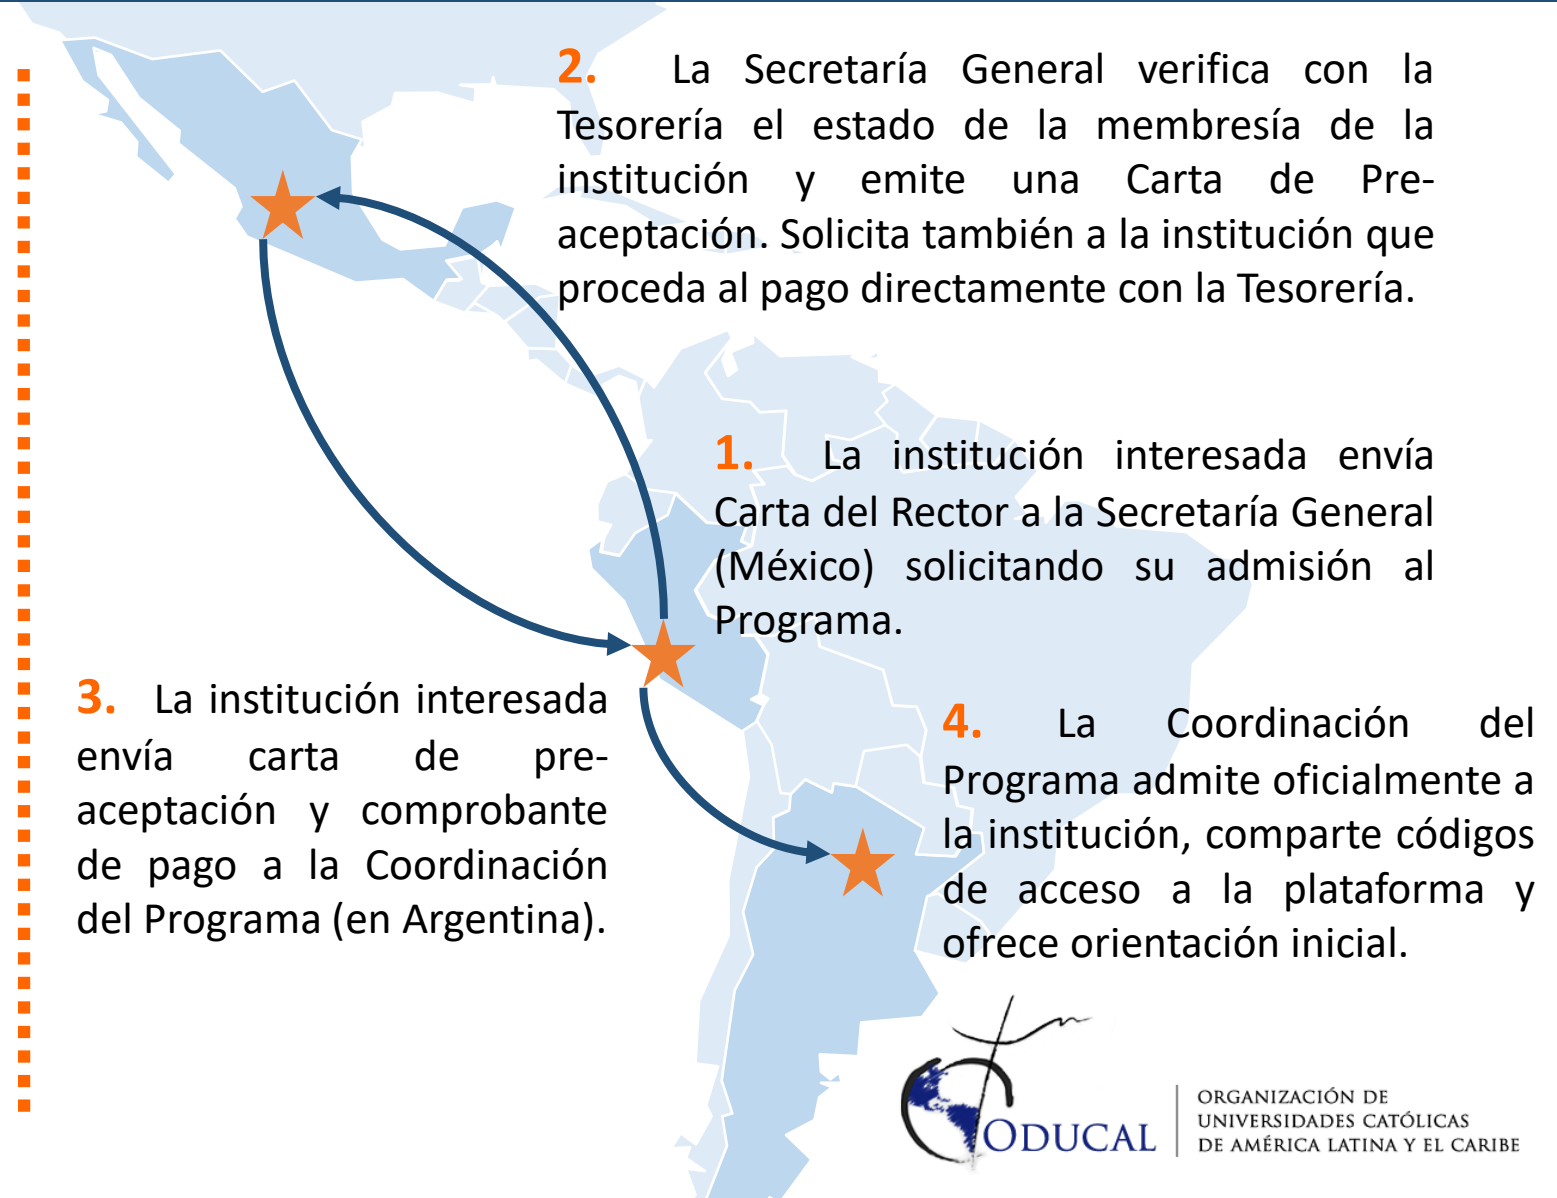 2. La Secretaría General verifica con la
Tesorería el estado de la membresía de la
institución y emite una Carta de Pre-
aceptación. Solicita también a la institución que
proceda al pago directamente con la Tesorería.
1. La institución interesada envía
Carta del Rector a la Secretaría General
(México) solicitando su admisión al
Programa.
3. La institución interesada
envía carta de pre-
aceptación y comprobante
de pago a la Coordinación
del Programa (en Argentina).
4. La Coordinación del
Programa admite oficialmente a
la institución, comparte códigos
de acceso a la plataforma y
ofrece orientación inicial.
ODUCAL
ORGANIZACIÓN DE
UNIVERSIDADES CATÓLICAS
DE AMÉRICA LATINA Y EL CARIBE